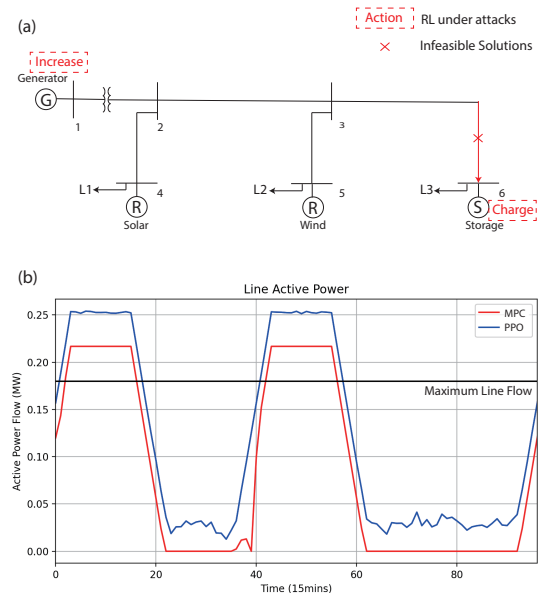 (a)
Action RL under attacks
Infeasible Solutions
Increase
Generator
G
1
2
3
L1
4
R
Solar
L2
5
R
Wind
L3
6
S
Charge
Storage
(b)
Line Active Power
MPC
PPO
Maximum Line Flow
Active Power Flow (MW)
0.25
0.20
0.15
0.10
0.05
0.00
0 20 40 60 80
Time (15mins)